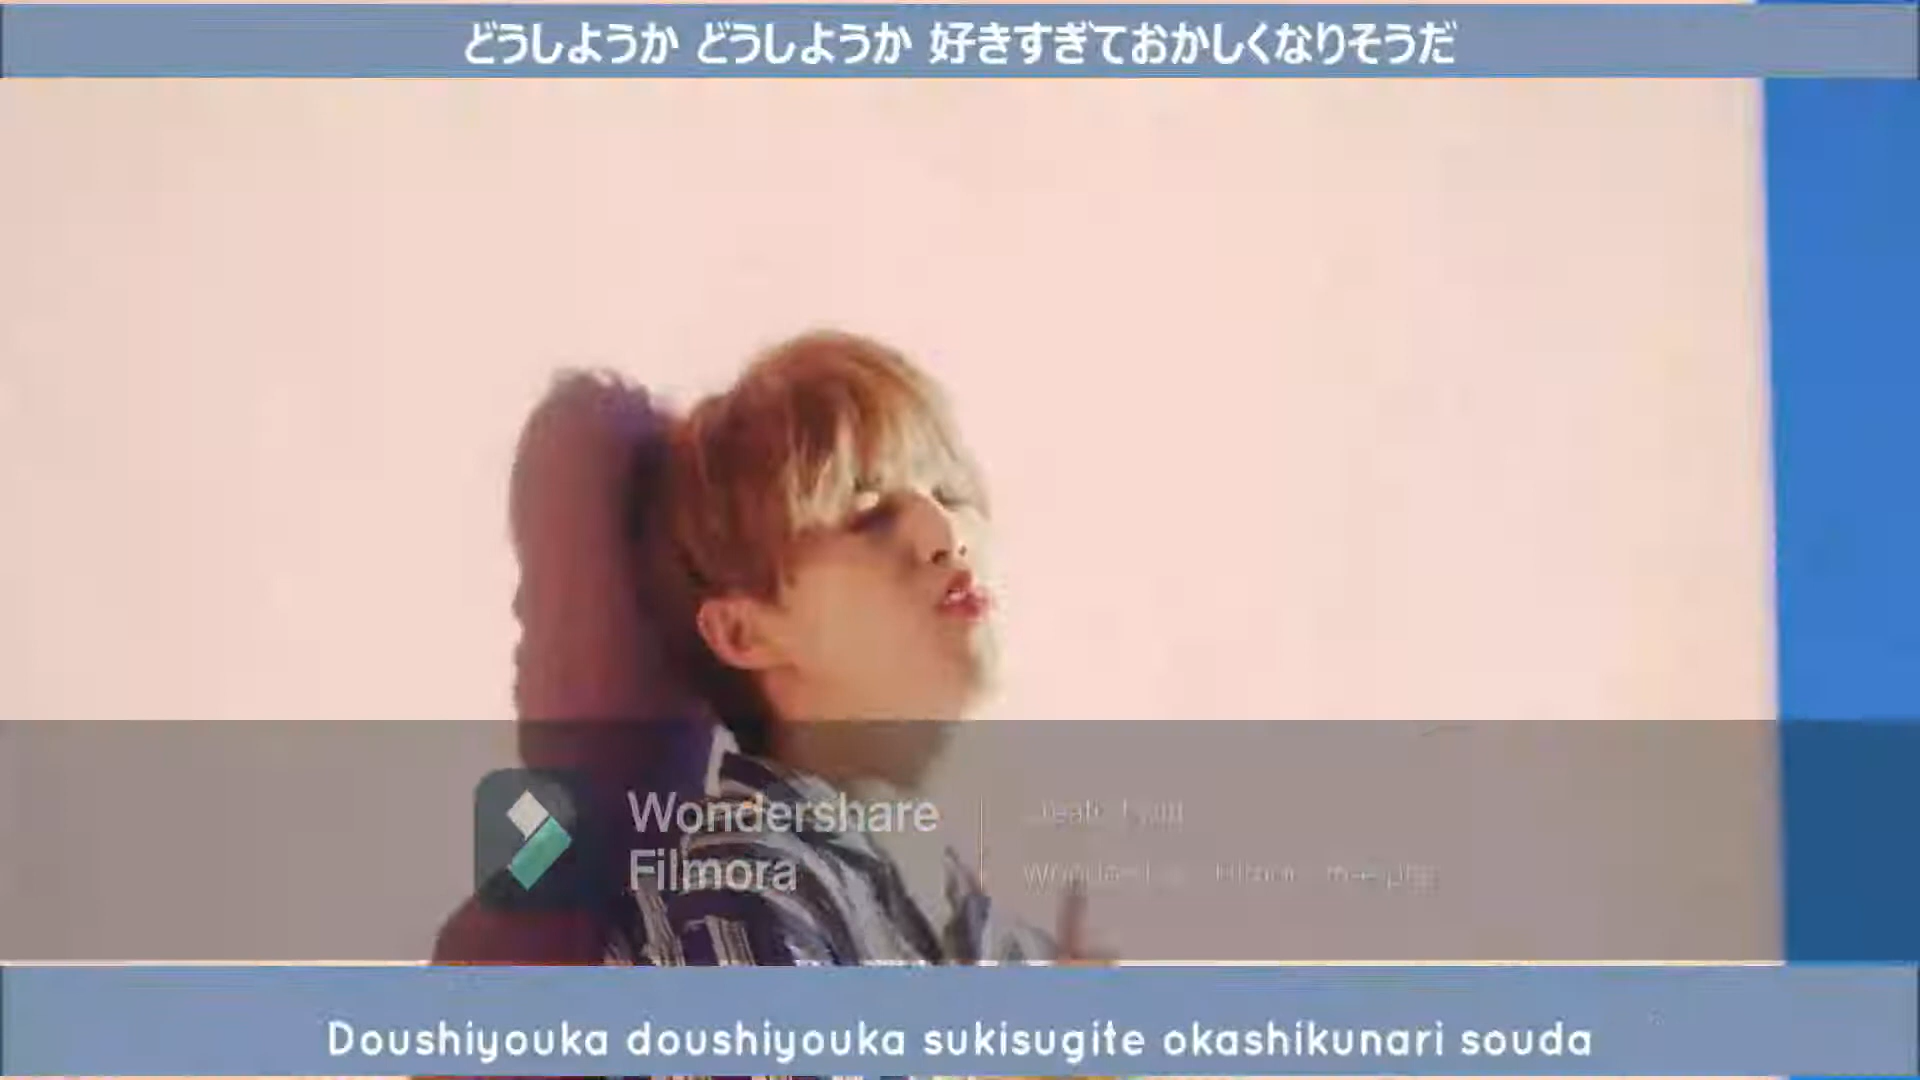 どうしようか どうしようか 好きすぎておかしくなりそうだ
Wondershare
Filmora
Doushiyouka doushiyouka sukisugite okashikunari souda